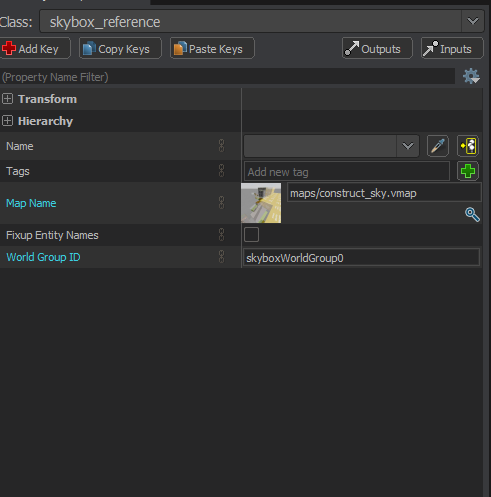 Class: skybox_reference
Add Key Copy Keys Paste Keys Outputs Inputs
(Property Name Filter)
Transform
Hierarchy
Name
Tags Add new tag
Map Name maps/construct_sky.vmap
Fixup Entity Names
World Group ID skyboxWorldGroup0